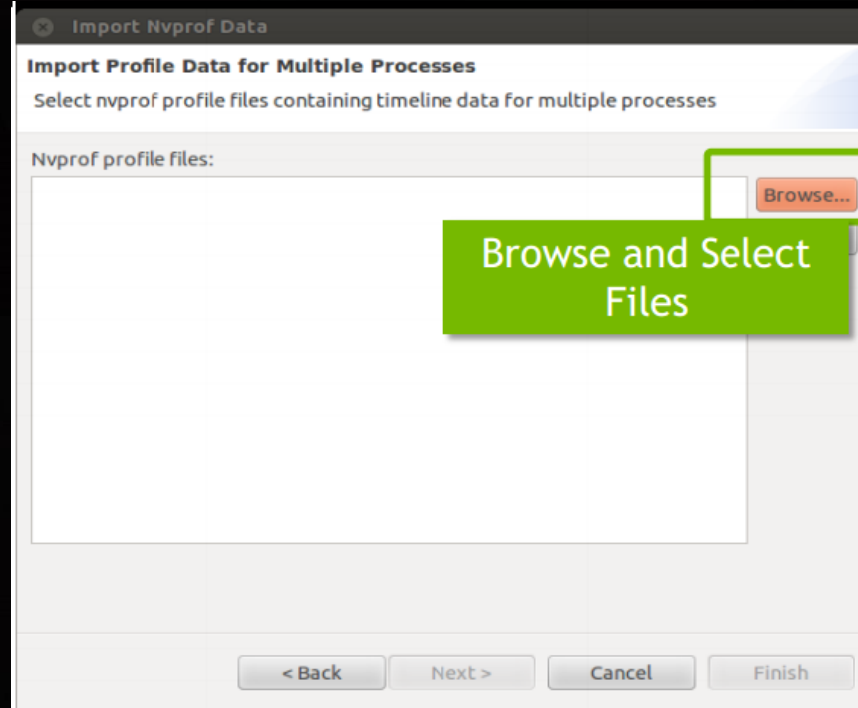 Import Nvprof Data
Import Profile Data for Multiple Processes
Select nvprof profile files containing timeline data for multiple processes
Nvprof profile files:
Browse...
Browse and Select
Files
< Back
Next >
Cancel
Finish